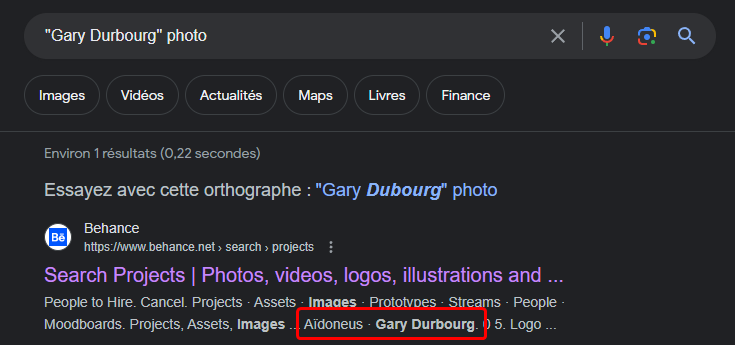 "Gary Durbourg" photo
Images Vidéos Actualités Maps Livres Finance
Environ 1 résultats (0,22 secondes)
Essayez avec cette orthographe : "Gary Dubourg" photo
Bē
Behance
https://www.behance.net › search › projects
Search Projects | Photos, videos, logos, illustrations and ...
People to Hire. Cancel. Projects · Assets · Images · Prototypes · Streams · People ·
Moodboards. Projects, Assets, Images ... Aïdoneus · Gary Durbourg. 0 5. Logo ...